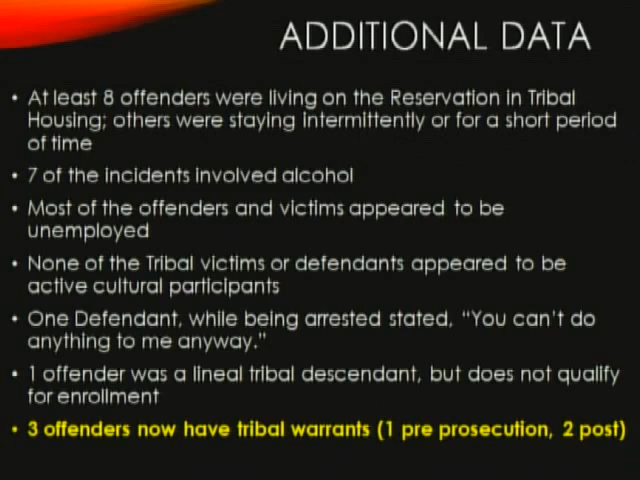 ADDITIONAL DATA
• At least 8 offenders were living on the Reservation in Tribal
Housing; others were staying intermittently or for a short period
of time
• 7 of the incidents involved alcohol
• Most of the offenders and victims appeared to be
unemployed
• None of the Tribal victims or defendants appeared to be
active cultural participants
• One Defendant, while being arrested stated, “You can’t do
anything to me anyway.”
• 1 offender was a lineal tribal descendant, but does not qualify
for enrollment
• 3 offenders now have tribal warrants (1 pre prosecution, 2 post)